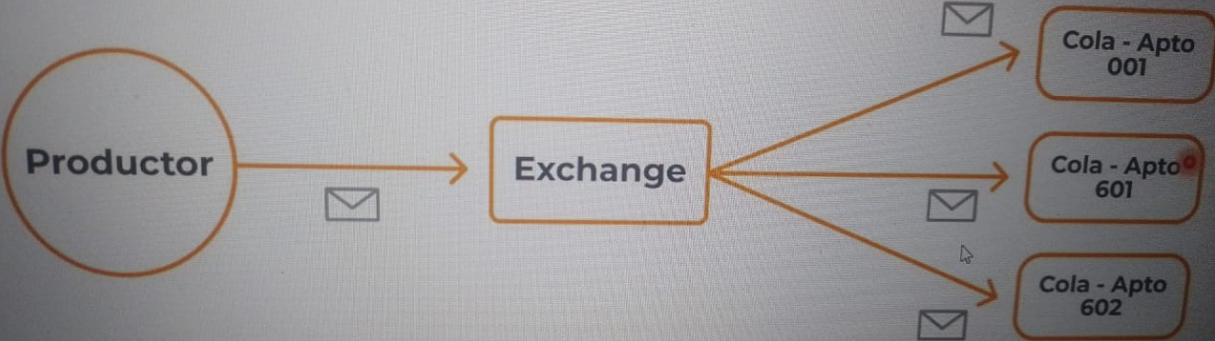 Productor
Exchange
Cola - Apto
001
Cola - Apto
601
Cola - Apto
602